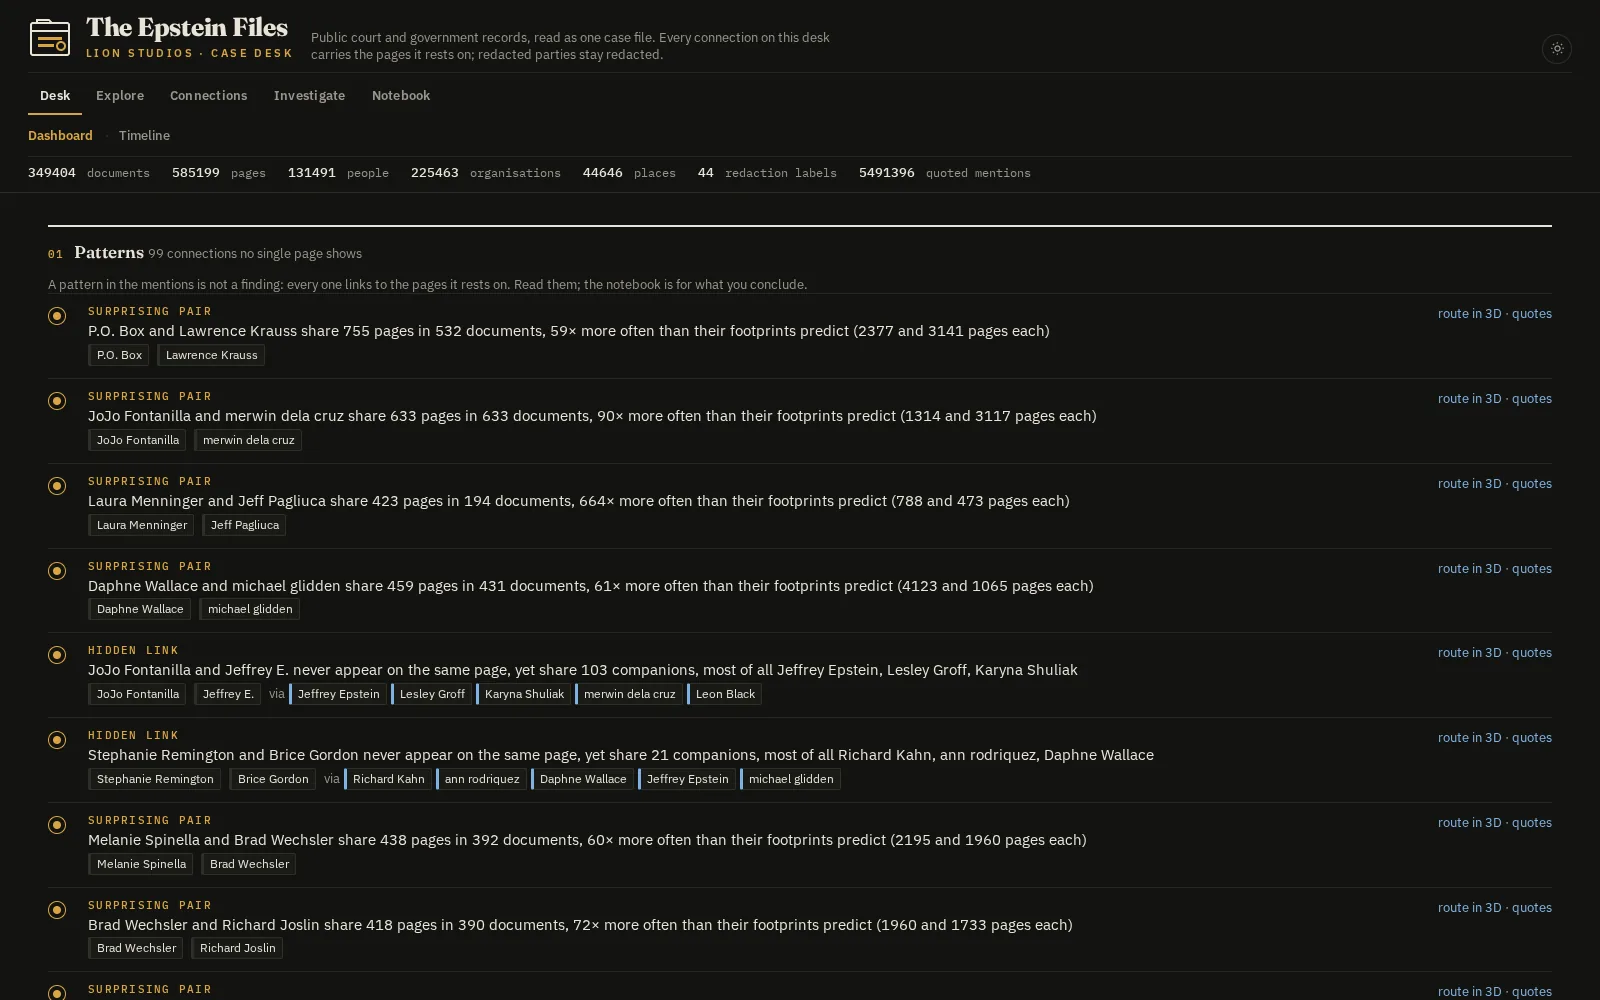 The Epstein Files
LION STUDIOS · CASE DESK
Public court and government records, read as one case file. Every connection on this desk
carries the pages it rests on; redacted parties stay redacted.
Desk Explore Connections Investigate Notebook
Dashboard · Timeline
349404 documents 585199 pages 131491 people 225463 organisations 44646 places 44 redaction labels 5491396 quoted mentions
01 Patterns 99 connections no single page shows
A pattern in the mentions is not a finding: every one links to the pages it rests on. Read them; the notebook is for what you conclude.
SURPRISING PAIR
route in 3D · quotes
P.O. Box and Lawrence Krauss share 755 pages in 532 documents, 59× more often than their footprints predict (2377 and 3141 pages each)
P.O. Box Lawrence Krauss
SURPRISING PAIR
route in 3D · quotes
JoJo Fontanilla and merwin dela cruz share 633 pages in 633 documents, 90× more often than their footprints predict (1314 and 3117 pages each)
JoJo Fontanilla merwin dela cruz
SURPRISING PAIR
route in 3D · quotes
Laura Menninger and Jeff Pagliuca share 423 pages in 194 documents, 664× more often than their footprints predict (788 and 473 pages each)
Laura Menninger Jeff Pagliuca
SURPRISING PAIR
route in 3D · quotes
Daphne Wallace and michael glidden share 459 pages in 431 documents, 61× more often than their footprints predict (4123 and 1065 pages each)
Daphne Wallace michael glidden
HIDDEN LINK
route in 3D · quotes
JoJo Fontanilla and Jeffrey E. never appear on the same page, yet share 103 companions, most of all Jeffrey Epstein, Lesley Groff, Karyna Shuliak
JoJo Fontanilla Jeffrey E. via Jeffrey Epstein Lesley Groff Karyna Shuliak merwin dela cruz Leon Black
HIDDEN LINK
route in 3D · quotes
Stephanie Remington and Brice Gordon never appear on the same page, yet share 21 companions, most of all Richard Kahn, ann rodriquez, Daphne Wallace
Stephanie Remington Brice Gordon via Richard Kahn ann rodriquez Daphne Wallace Jeffrey Epstein michael glidden
SURPRISING PAIR
route in 3D · quotes
Melanie Spinella and Brad Wechsler share 438 pages in 392 documents, 60× more often than their footprints predict (2195 and 1960 pages each)
Melanie Spinella Brad Wechsler
SURPRISING PAIR
route in 3D · quotes
Brad Wechsler and Richard Joslin share 418 pages in 390 documents, 72× more often than their footprints predict (1960 and 1733 pages each)
Brad Wechsler Richard Joslin
SURPRISING PAIR
route in 3D · quotes